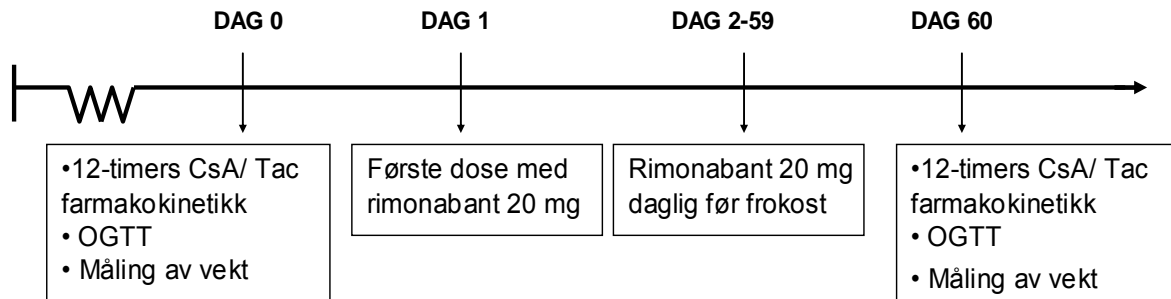 DAG 0
DAG 1
DAG 2-59
DAG 60
•12-timers CsA/ Tac
farmakokinetikk
• OGTT
• Måling av vekt
Første dose med
rimonabant 20 mg
Rimonabant 20 mg
daglig før frokost
•12-timers CsA/ Tac
farmakokinetikk
• OGTT
• Måling av vekt